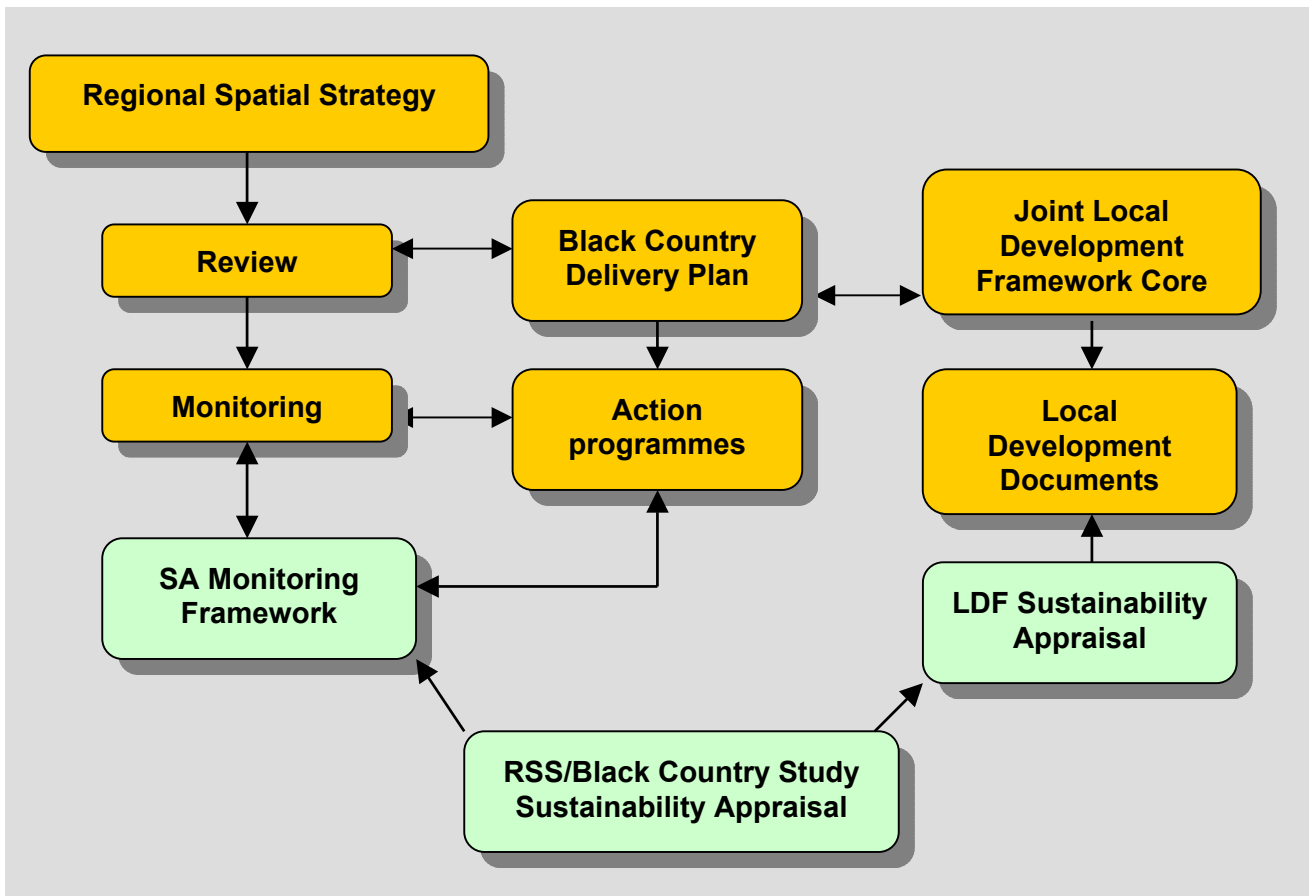 Regional Spatial Strategy
Review
Black Country
Delivery Plan
Joint Local
Development
Framework Core
Monitoring
Action
programmes
Local
Development
Documents
SA Monitoring
Framework
LDF Sustainability
Appraisal
RSS/Black Country Study
Sustainability Appraisal